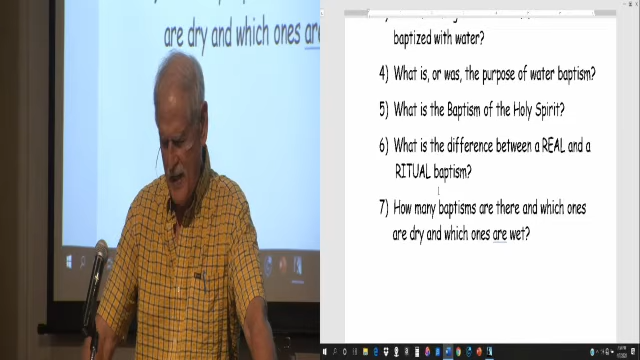 are dry and which ones are
baptized with water?
4) What is, or was, the purpose of water baptism?
5) What is the Baptism of the Holy Spirit?
6) What is the difference between a REAL and a
RITUAL baptism?
7) How many baptisms are there and which ones
are dry and which ones are wet?